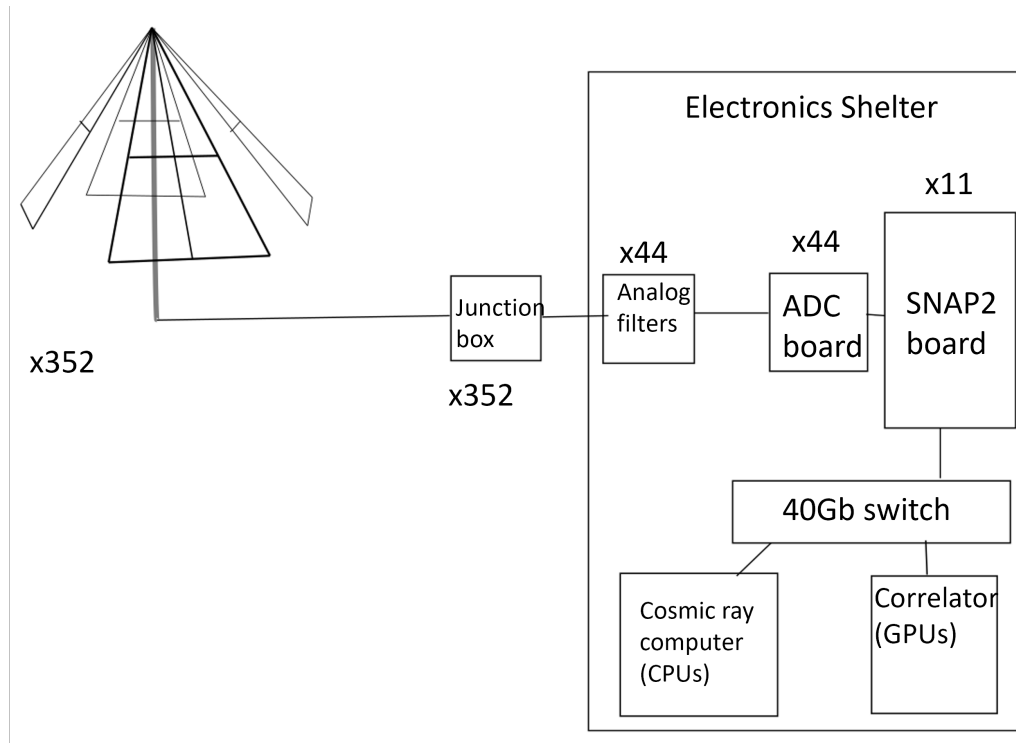 Electronics Shelter
x11
x44
x44
Junction
box
Analog
filters
ADC
board
SNAP2
board
x352
x352
40Gb switch
Cosmic ray
computer
(CPUs)
Correlator
(GPUs)